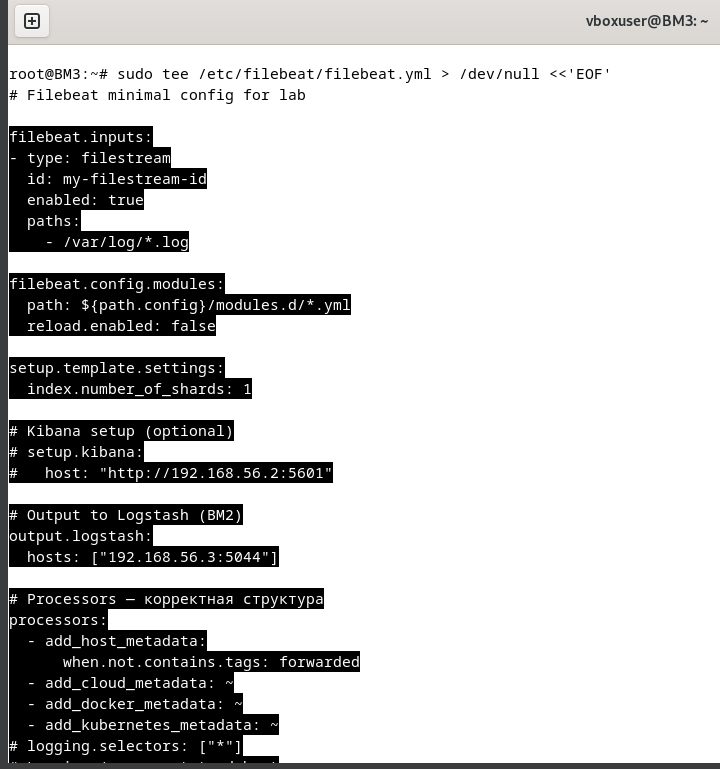 vboxuser@BM3: ~
root@BM3:~# sudo tee /etc/filebeat/filebeat.yml > /dev/null <<'EOF'
# Filebeat minimal config for lab
filebeat.inputs:
- type: filestream
  id: my-filestream-id
  enabled: true
  paths:
    - /var/log/*.log
filebeat.config.modules:
  path: ${path.config}/modules.d/*.yml
  reload.enabled: false
setup.template.settings:
  index.number_of_shards: 1
# Kibana setup (optional)
# setup.kibana:
#   host: "http://192.168.56.2:5601"
# Output to Logstash (BM2)
output.logstash:
  hosts: ["192.168.56.3:5044"]
# Processors — корректная структура
processors:
  - add_host_metadata:
      when.not.contains.tags: forwarded
  - add_cloud_metadata: ~
  - add_docker_metadata: ~
  - add_kubernetes_metadata: ~
# logging.selectors: ["*"]